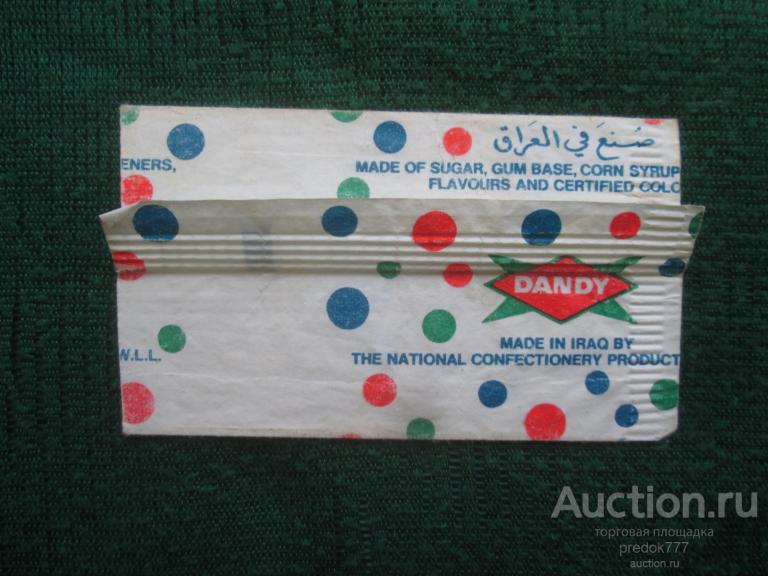 صُنعَ في العَراق
ENERS,
MADE OF SUGAR, GUM BASE, CORN SYRUP
FLAVOURS AND CERTIFIED COLO
DANDY
MADE IN IRAQ BY
W.L.L.
THE NATIONAL CONFECTIONERY PRODUCT
Auction.ru
торговая площадка
predok777
auction.ru